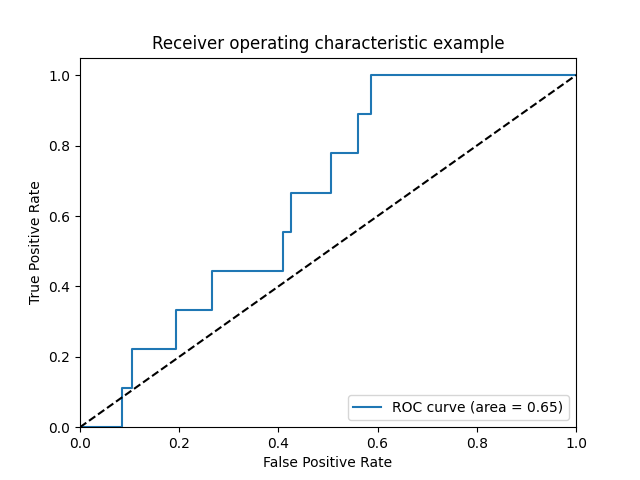 Receiver operating characteristic example
True Positive Rate
1.0
0.8
0.6
0.4
0.2
0.0
ROC curve (area = 0.65)
0.0 0.2 0.4 0.6 0.8 1.0
False Positive Rate